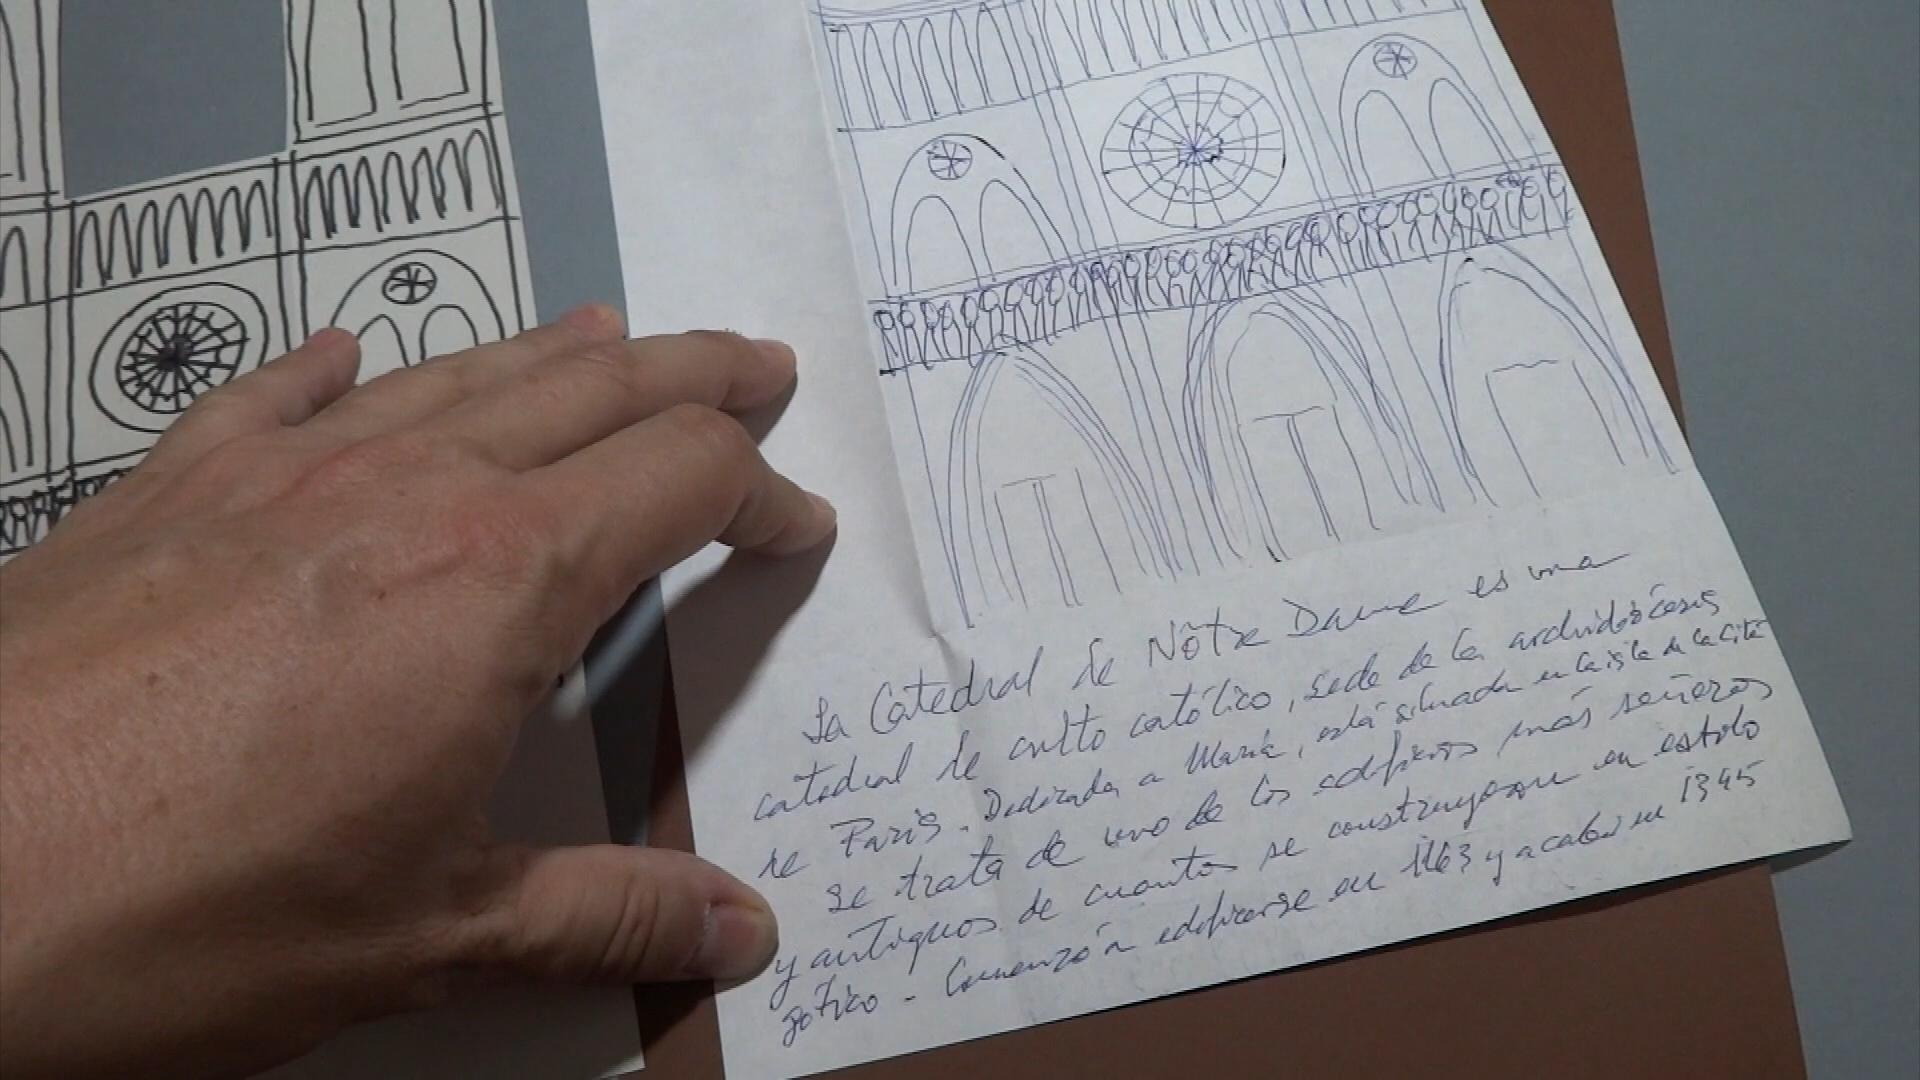 La Catedral de Nôtre Dame es una
catedral de culto católico, sede de la archidiócesis
de París. Dedicada a María, está situada en la isla de la Cité
Se trata de uno de los edificios más señeros
y antiguos de cuantos se construyeron en estilo
gótico - Comenzó a edificarse en 1163 y acabó en 1345